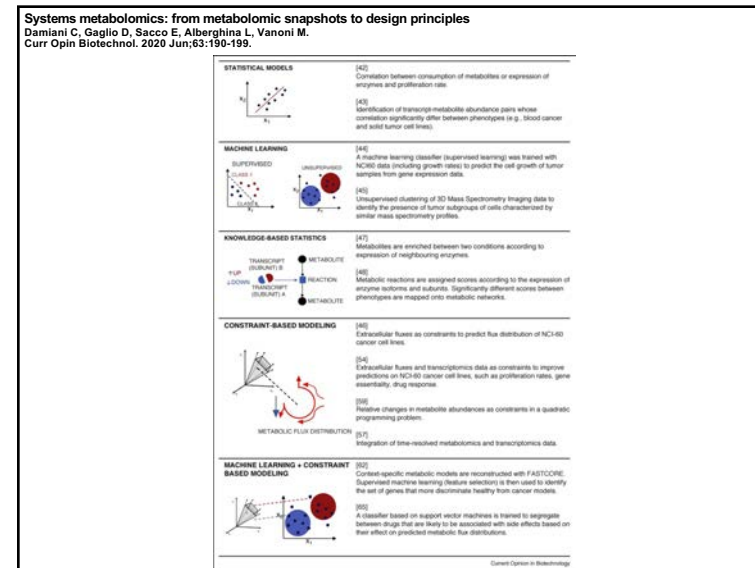 Systems metabolomics: from metabolomic snapshots to design principles
Damiani C, Gaglio D, Sacco E, Alberghina L, Vanoni M.
Curr Opin Biotechnol. 2020 Jun;63:190-199.
STATISTICAL MODELS
X2
X1
[42]
Correlation between consumption of metabolites or expression of
enzymes and proliferation rate.
[43]
Identification of transcript-metabolite abundance pairs whose
correlation significantly differ between phenotypes (e.g., blood cancer
and solid tumor cell lines).
MACHINE LEARNING
SUPERVISED
CLASS 1
X1
UNSUPERVISED
X2
X1
[44]
A machine learning classifier (supervised learning) was trained with
NCI60 data (including growth rates) to predict the cell growth of tumor
samples from gene expression data.
[45]
Unsupervised clustering of 3D Mass Spectrometry Imaging data to
identify the presence of tumor subgroups of cells characterized by
similar mass spectrometry profiles.
KNOWLEDGE-BASED STATISTICS
↑UP
↓DOWN
TRANSCRIPT
(SUBUNIT) B
TRANSCRIPT
(SUBUNIT) A
METABOLITE
REACTION
METABOLITE
[47]
Metabolites are enriched between two conditions according to
expression of neighbouring enzymes.
[48]
Metabolic reactions are assigned scores according to the expression of
enzyme isoforms and subunits. Significantly different scores between
phenotypes are mapped onto metabolic networks.
CONSTRAINT-BASED MODELING
METABOLIC FLUX DISTRIBUTION
[46]
Extracellular fluxes as constraints to predict flux distribution of NCI-60
cancer cell lines.
[54]
Extracellular fluxes and transcriptomics data as constraints to improve
predictions on NCI-60 cancer cell lines, such as proliferation rates, gene
essentiality, drug response.
[59]
Relative changes in metabolite abundances as constraints in a quadratic
programming problem.
[57]
Integration of time-resolved metabolomics and transcriptomics data.
MACHINE LEARNING + CONSTRAINT
BASED MODELING
X2
X1
[62]
Context-specific metabolic models are reconstructed with FASTCORE.
Supervised machine learning (feature selection) is then used to identify
the set of genes that more discriminate healthy from cancer models.
[65]
A classifier based on support vector machines is trained to segregate
between drugs that are likely to be associated with side effects based on
their effect on predicted metabolic flux distributions.
Current Opinion in Biotechnology